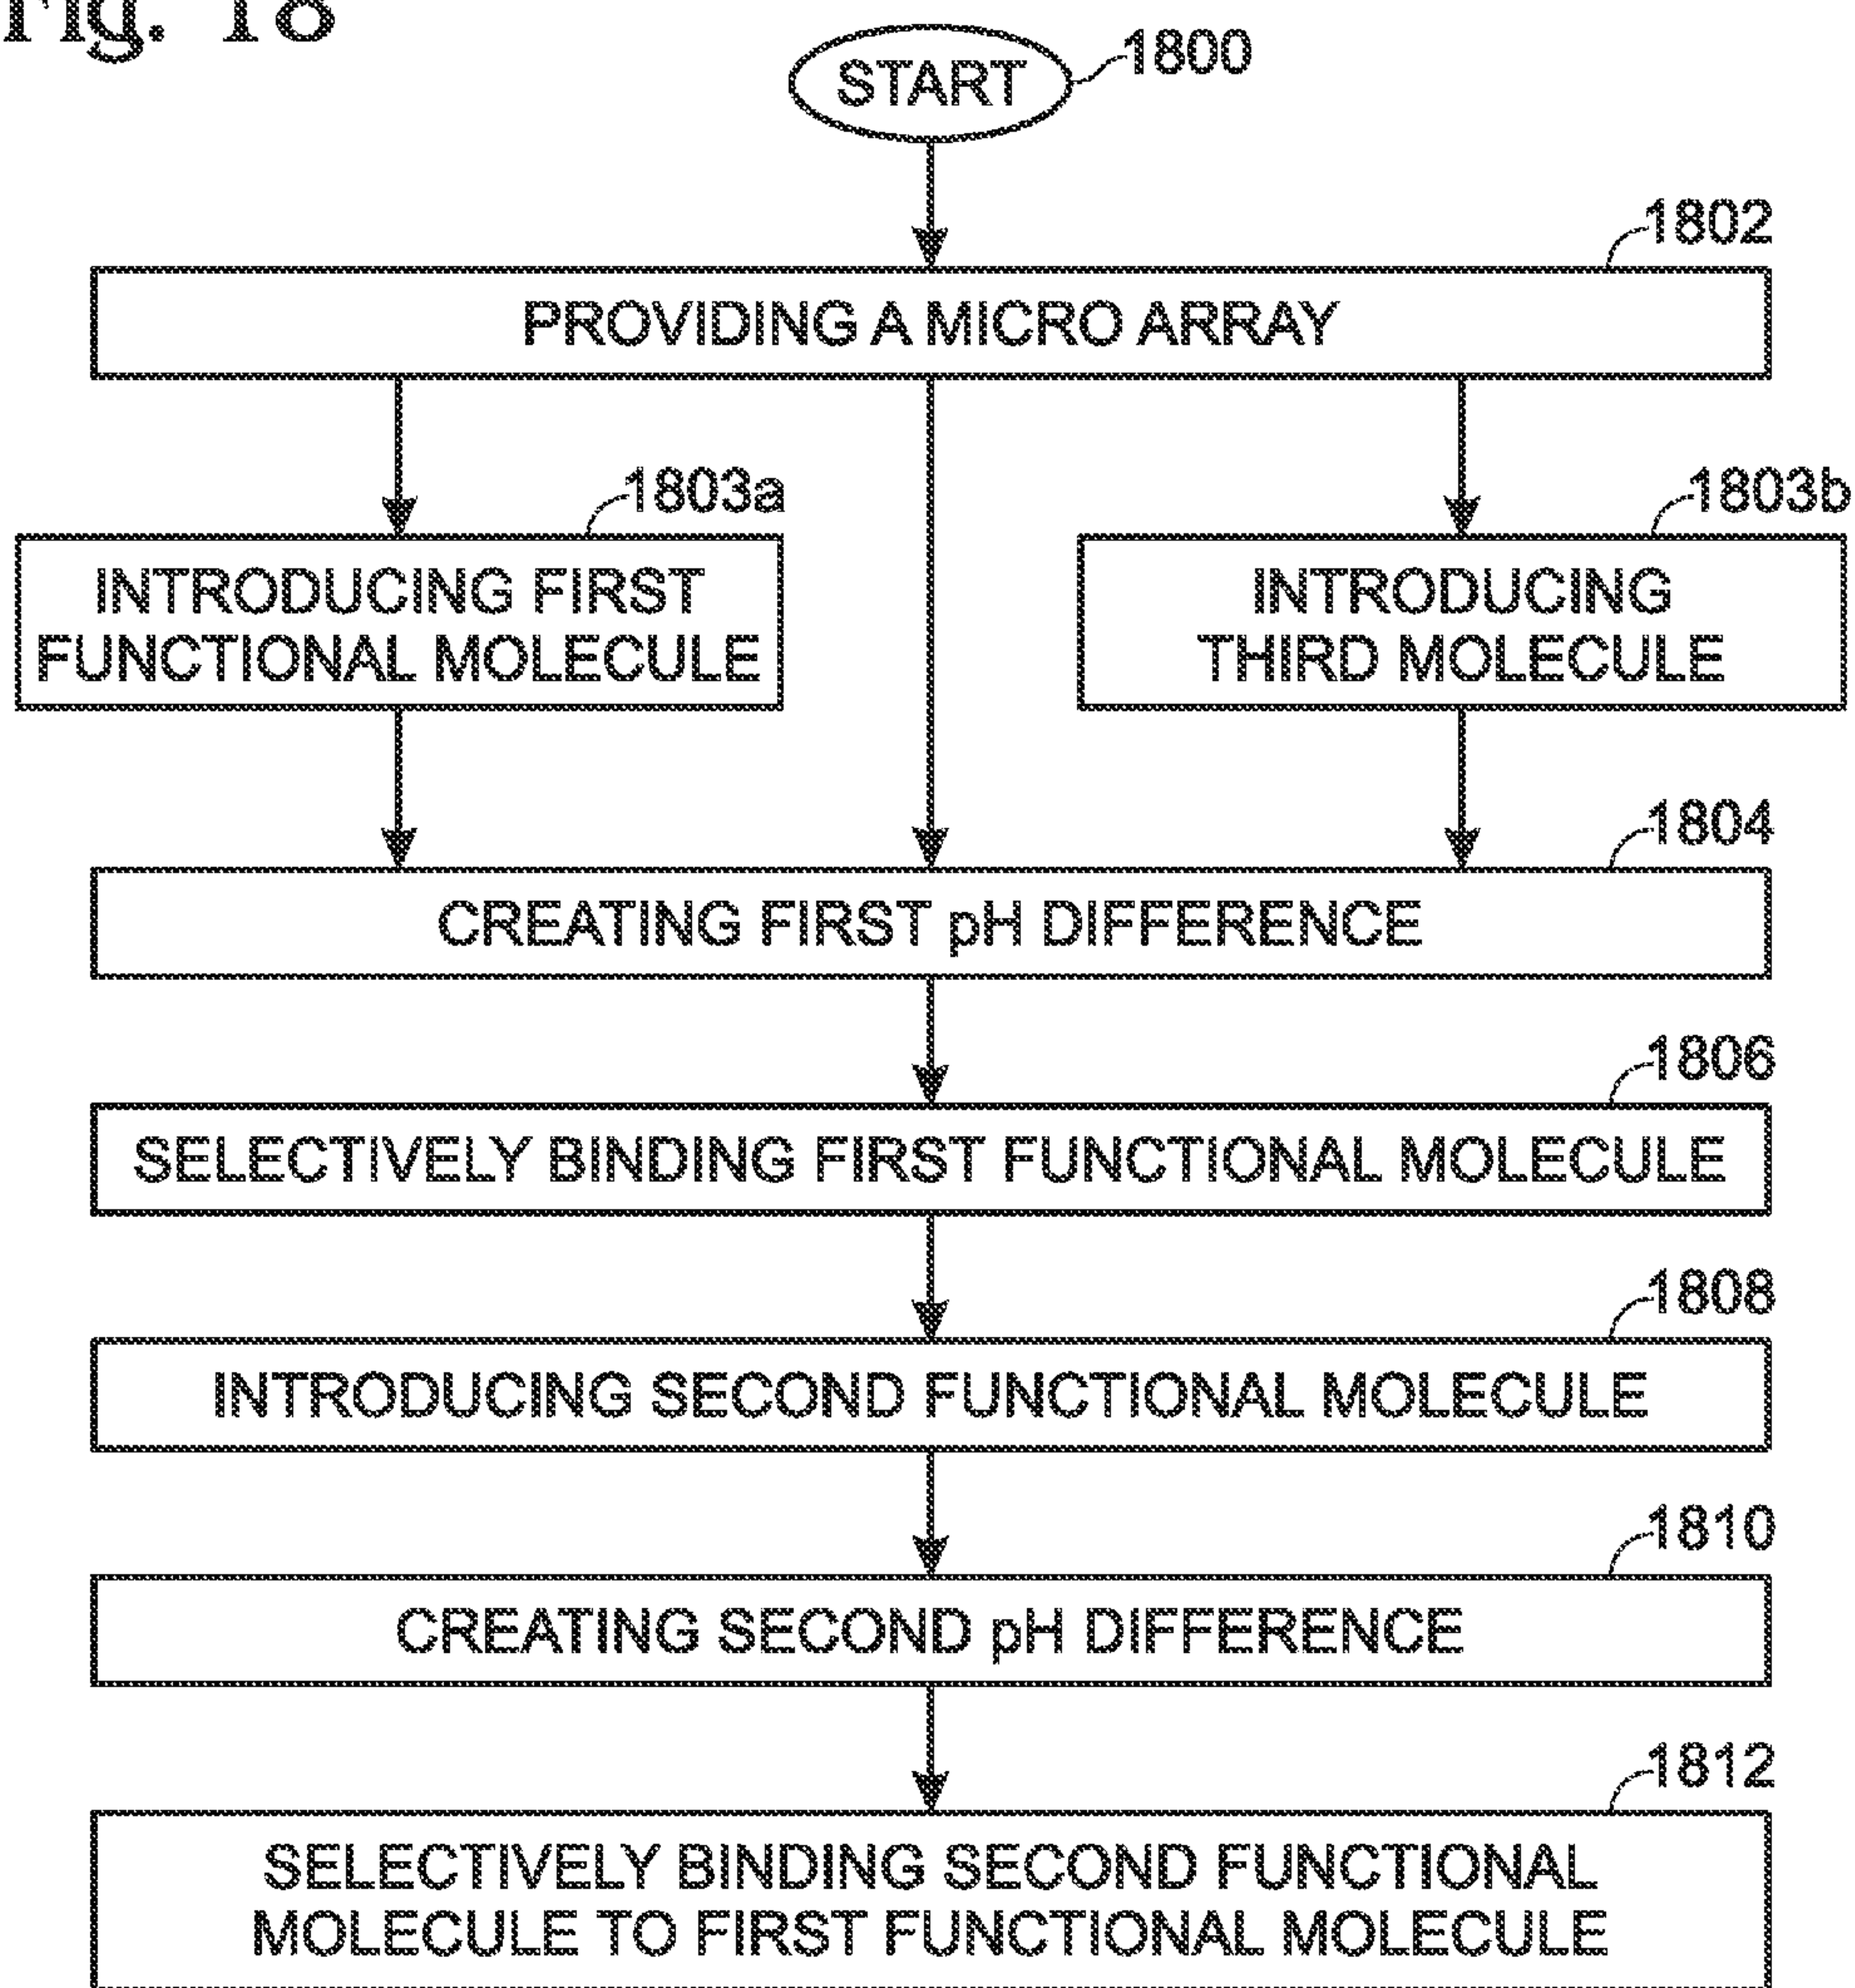 Fig. 18
START
1800
1802
PROVIDING A MICRO ARRAY
1803a
1803b
INTRODUCING FIRST
FUNCTIONAL MOLECULE
INTRODUCING
THIRD MOLECULE
1804
CREATING FIRST pH DIFFERENCE
1806
SELECTIVELY BINDING FIRST FUNCTIONAL MOLECULE
1808
INTRODUCING SECOND FUNCTIONAL MOLECULE
1810
CREATING SECOND pH DIFFERENCE
1812
SELECTIVELY BINDING SECOND FUNCTIONAL
MOLECULE TO FIRST FUNCTIONAL MOLECULE